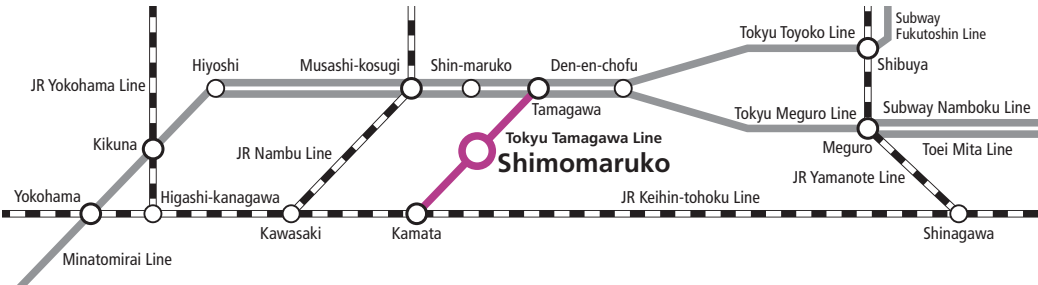 Subway
Fukutoshin Line
Tokyu Toyoko Line
Hiyoshi
Musashi-kosugi
Shin-maruko
Den-en-chofu
Shibuya
JR Yokohama Line
Tamagawa
Tokyu Meguro Line
Subway Namboku Line
Tokyu Tamagawa Line
Shimomaruko
Kikuna
JR Nambu Line
Meguro
Toei Mita Line
JR Yamanote Line
Yokohama
Higashi-kanagawa
JR Keihin-tohoku Line
Kawasaki
Kamata
Shinagawa
Minatomirai Line